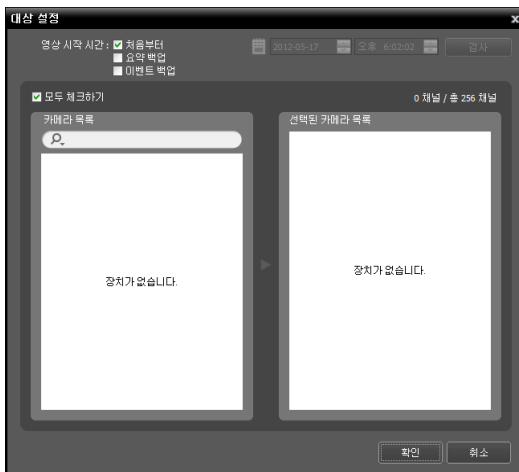 대상 설정
x
영상 시작 시간 : 처음부터
2012-05-17 오후 6:02:02 검사
요약 백업
이벤트 백업
모두 체크하기
0 채널 / 총 256 채널
카메라 목록
선택된 카메라 목록
장치가 없습니다.
장치가 없습니다.
확인 취소